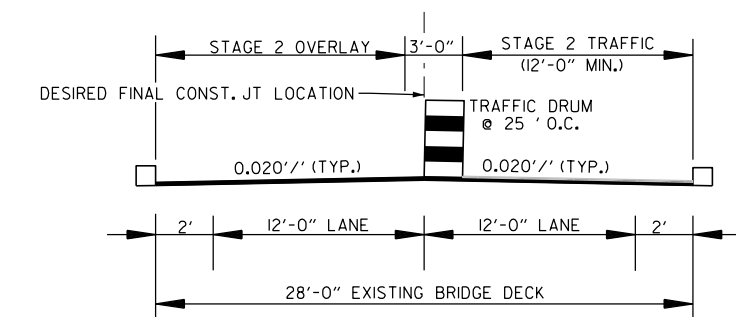 STAGE 2 OVERLAY
3'-0"
STAGE 2 TRAFFIC
(12'-0" MIN.)
DESIRED FINAL CONST. JT LOCATION
TRAFFIC DRUM
@ 25 ' O.C.
0.020'/' (TYP.)
0.020'/' (TYP.)
2'
12'-0" LANE
12'-0" LANE
2'
28'-0" EXISTING BRIDGE DECK